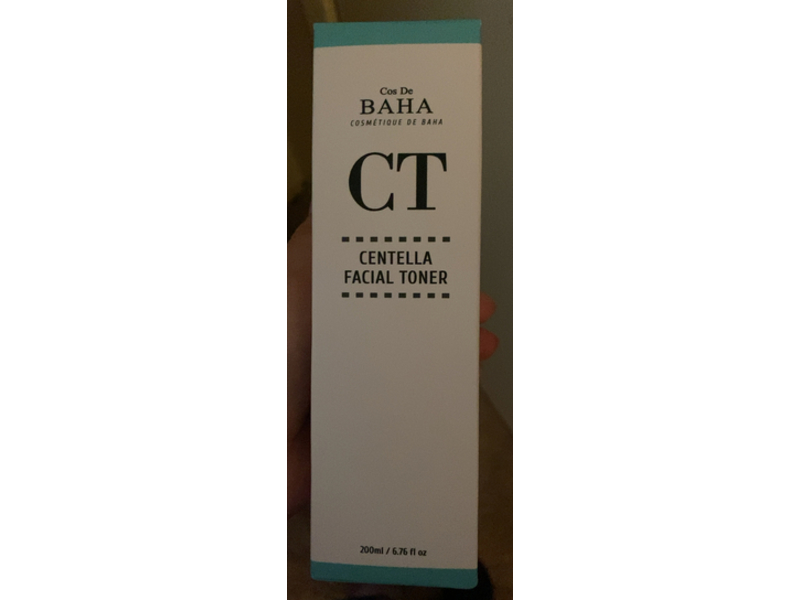 Cos De
BAHA
COSMÉTIQUE DE BAHA
CT
CENTELLA
FACIAL TONER
200ml / 6.76 fl oz